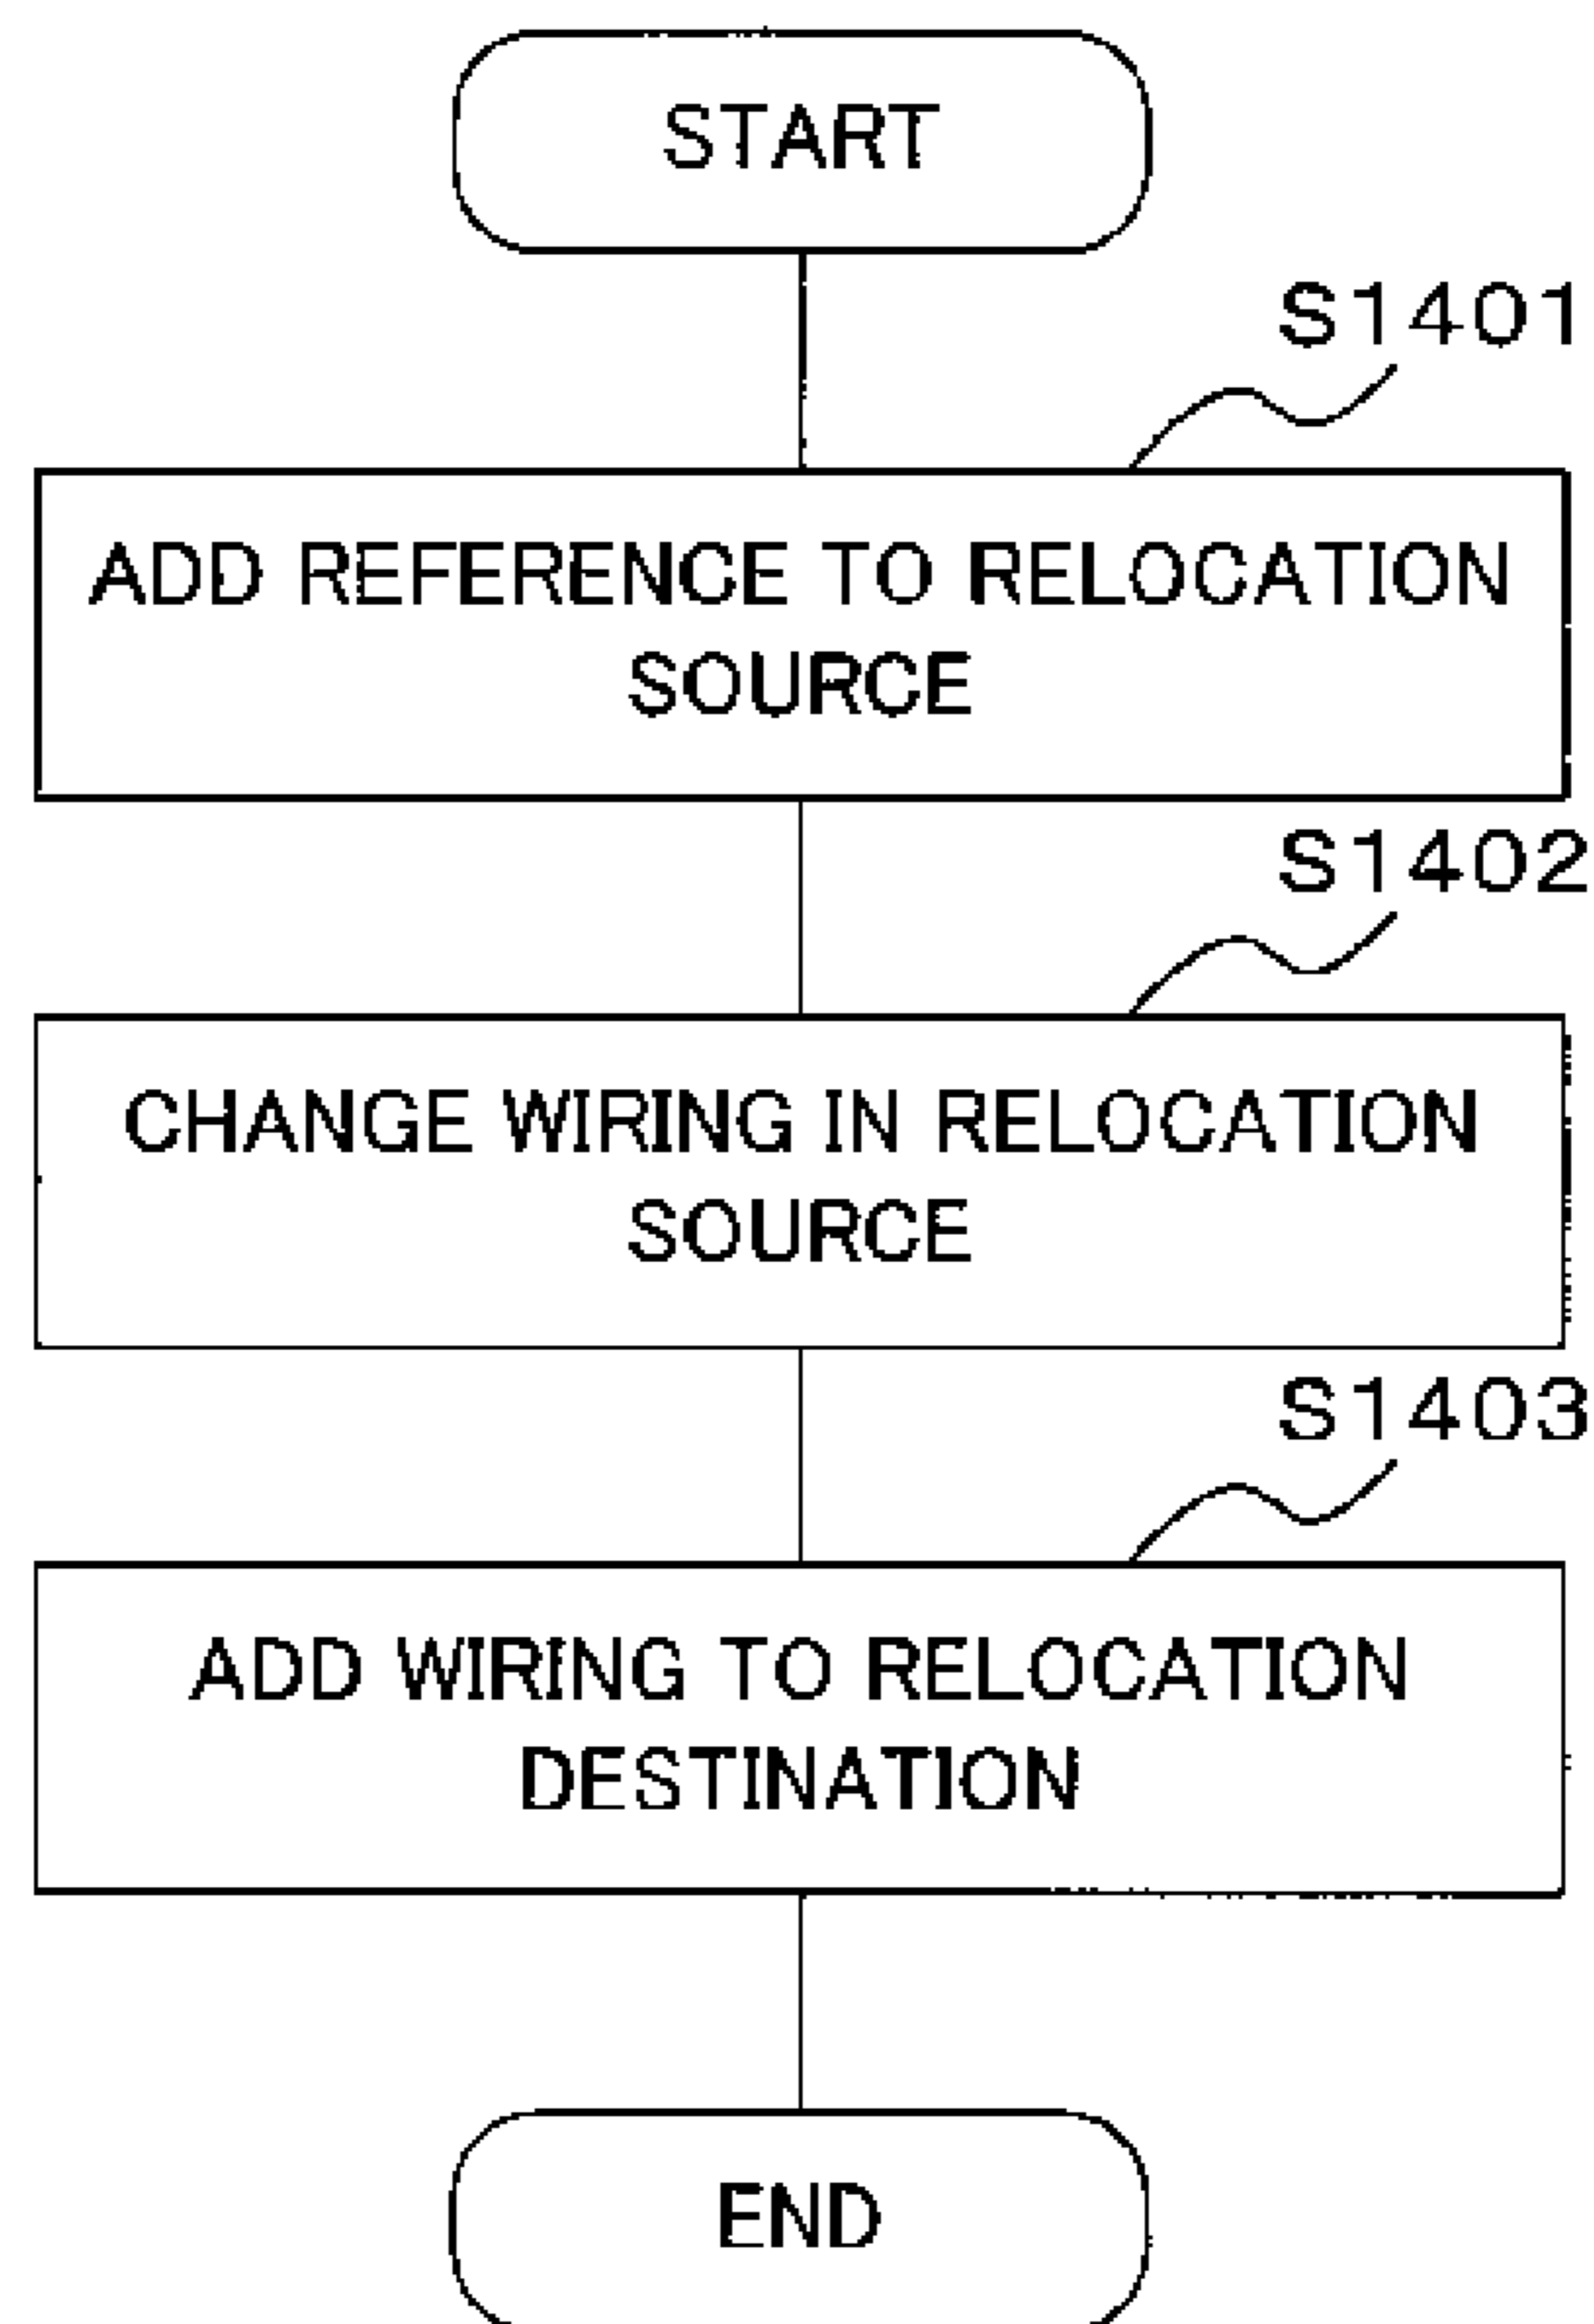 START
S1401
ADD REFERENCE TO RELOCATION
SOURCE
S1402
CHANGE WIRING IN RELOCATION
SOURCE
S1403
ADD WIRING TO RELOCATION
DESTINATION
END